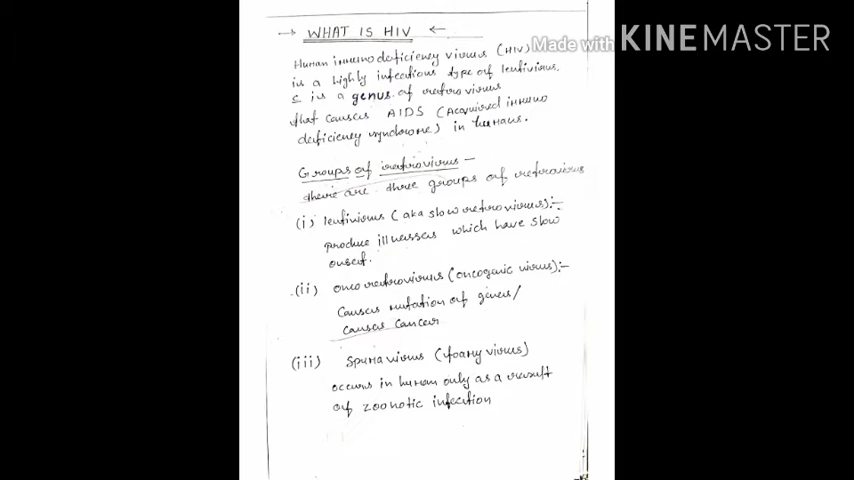 → WHAT IS HIV ←
Made with KINEMASTER
Human immunodeficiency virus (HIV)
is a highly infectious type of lentivirus.
& is a genus of retrovirus
that causes AIDS (Acquired immuno
deficiency syndrome) in humans.
Groups of retrovirus –
there are three groups of retrovirus
(i) lentivirus (aka slow retrovirus):-
produce illnesses which have slow
onset.
(ii) onco retrovirus (oncogenic virus):-
Causes mutation of genes/
causes cancer
(iii) Spuma virus (foamy virus)
occurs in human only as a result
of zoonotic infection